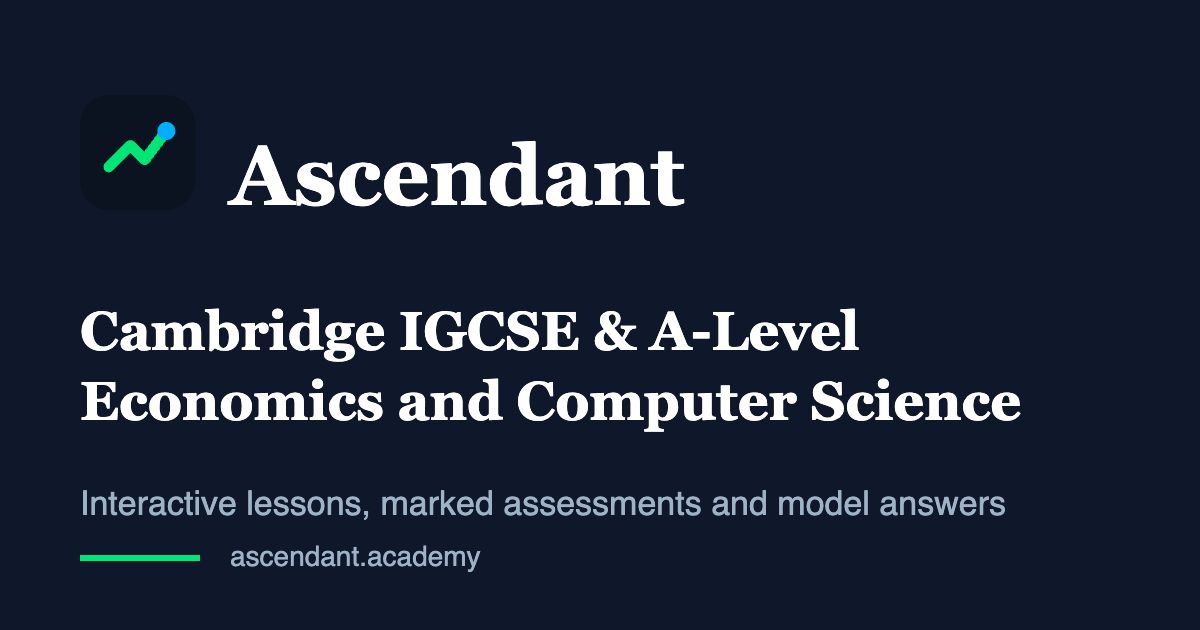 Ascendant
Cambridge IGCSE & A-Level
Economics and Computer Science
Interactive lessons, marked assessments and model answers
ascendant.academy